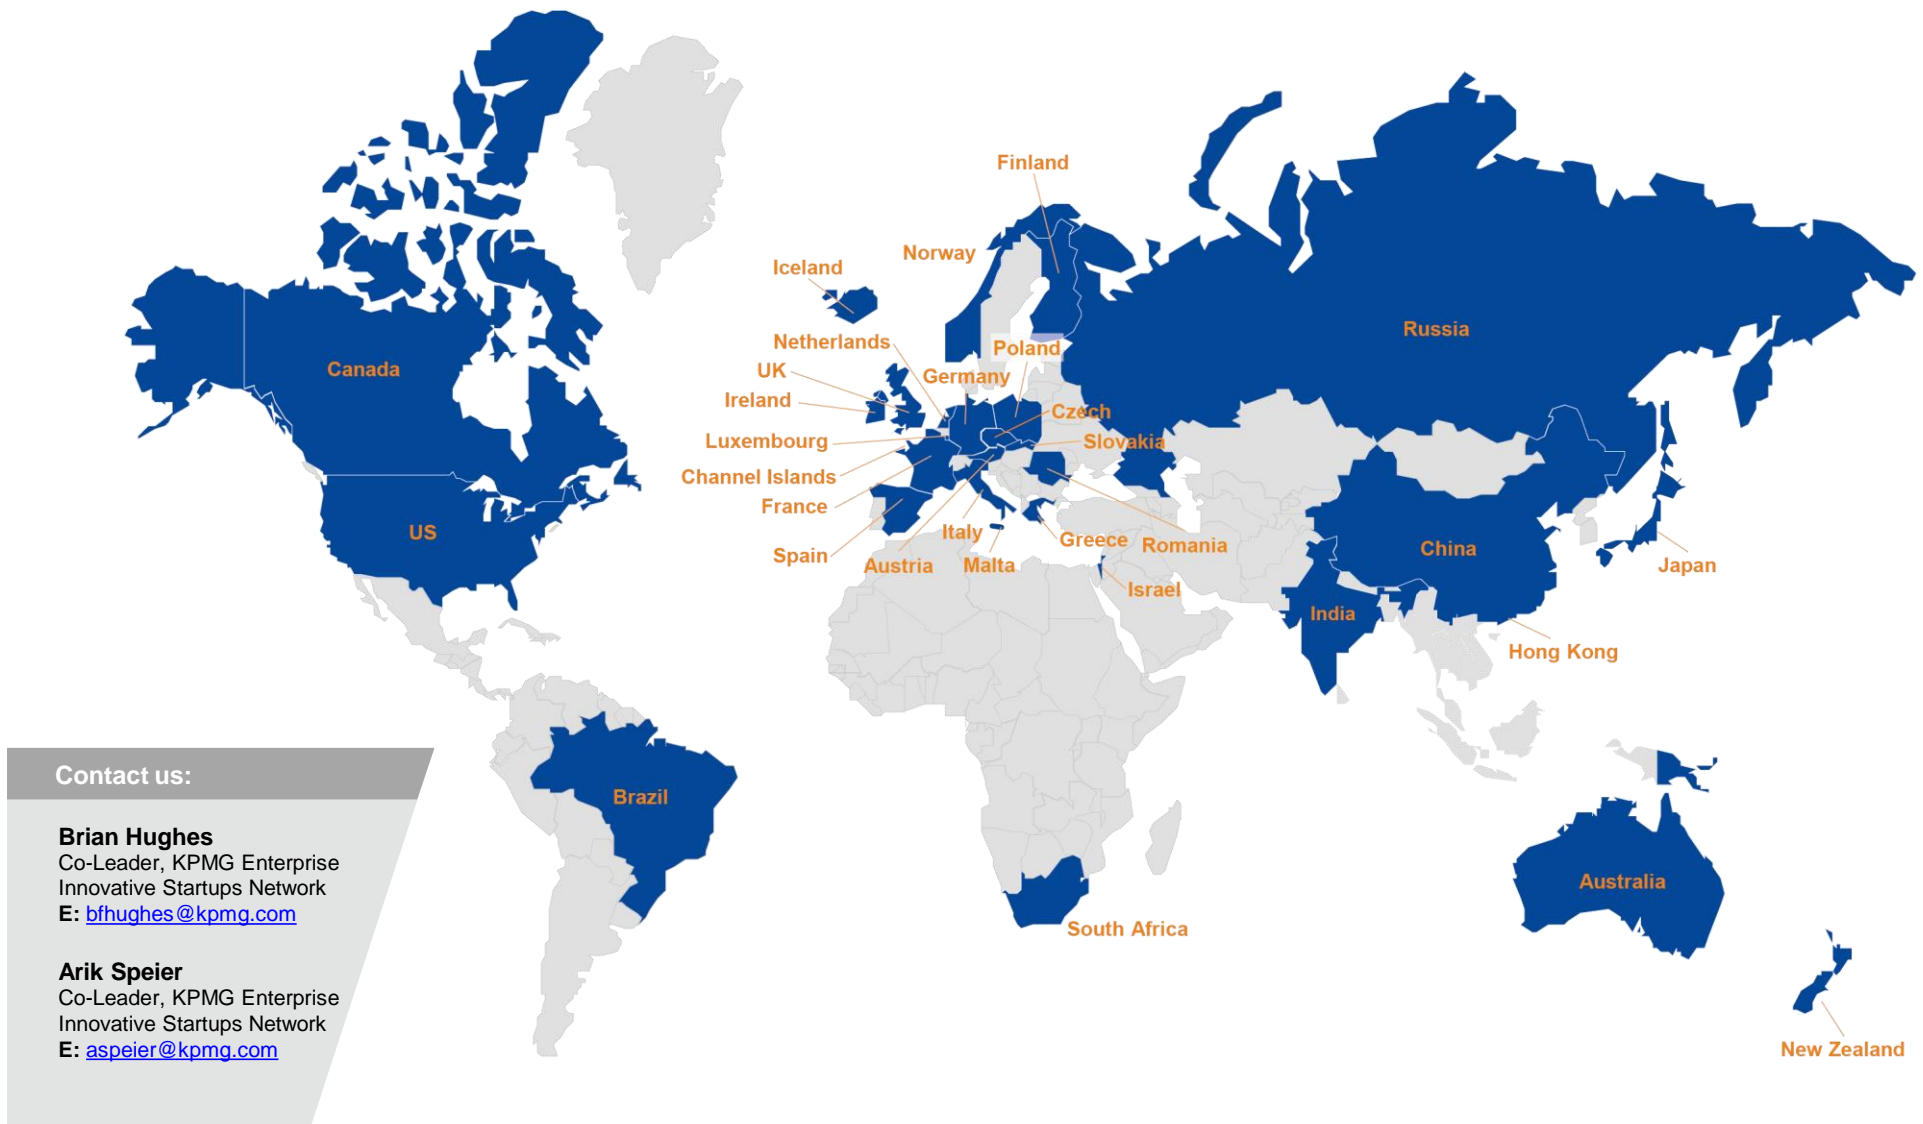 Finland
Norway
Iceland
Russia
Netherlands
Poland
UK
Canada
Germany
Ireland
Czech
Luxembourg
Slovakia
Channel Islands
France
US
Italy
Greece
Romania
China
Spain
Austria
Malta
Japan
Israel
India
Hong Kong
Contact us:
Brazil
Brian Hughes
Co-Leader, KPMG Enterprise
Innovative Startups Network
E: bfhughes@kpmg.com
Australia
South Africa
Arik Speier
Co-Leader, KPMG Enterprise
Innovative Startups Network
E: aspeier@kpmg.com
New Zealand